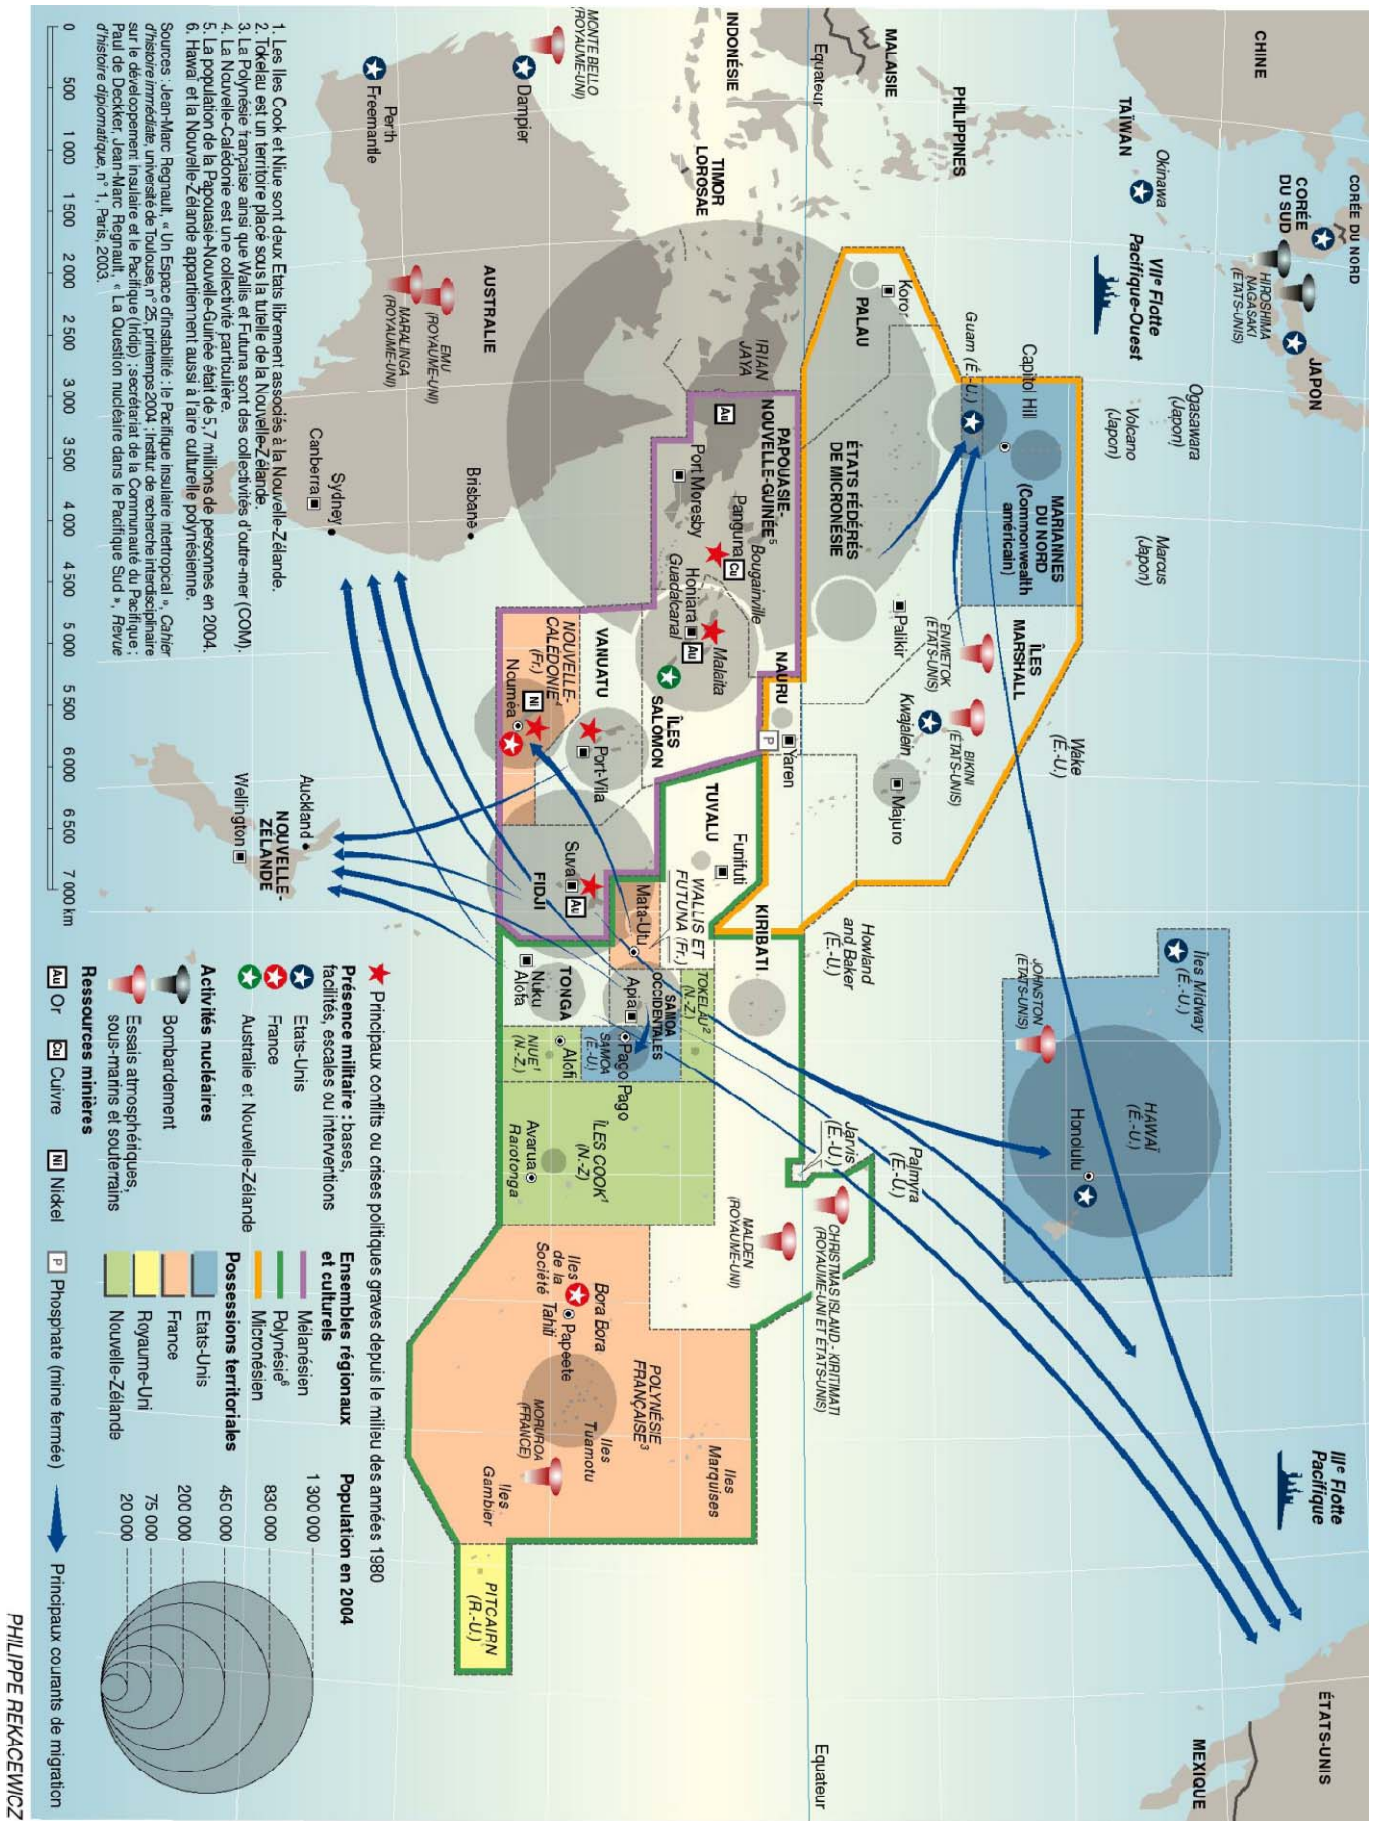 CHINE
CORÉE DU NORD
CORÉE
DU SUD
JAPON
HIROSHIMA
NAGASAKI
(ÉTATS-UNIS)
TAÏWAN
Okinawa
VIIe Flotte
Pacifique-Ouest
Ogasawara
(Japon)
Volcano
(Japon)
Marcus
(Japon)
Wake
(É.-U.)
Îles Midway
(É.-U.)
HAWAÏ
(É.-U.)
Honolulu
JOHNSTON
(ÉTATS-UNIS)
IIIe Flotte
Pacifique
ÉTATS-UNIS
MEXIQUE
PHILIPPINES
MALAISIE
Equateur
INDONÉSIE
TIMOR
LOROSAE
PALAU
Koror
Guam (É.-U.)
Capitol Hill
MARIANNES
DU NORD
(Commonwealth
américain)
ÉTATS FÉDÉRÉS
DE MICRONÉSIE
Palikir
ÎLES
MARSHALL
ENIWETOK
(ÉTATS-UNIS)
BIKINI
(ÉTATS-UNIS)
Kwajalein
Majuro
NAURU
Yaren
P
KIRIBATI
Howland
and Baker
(É.-U.)
Palmyra
(É.-U.)
Jarvis
(É.-U.)
CHRISTMAS ISLAND - KIRITIMATI
(ROYAUME-UNI ET ÉTATS-UNIS)
MALDEN
(ROYAUME-UNI)
Equateur
IRIAN
JAYA
PAPOUASIE-
NOUVELLE-GUINÉE5
Au
Port Moresby
Panguna
Cu
Bougainville
Honiara
Guadalcanal
Au
Malaita
ÎLES
SALOMON
TUVALU
Funifuti
VANUATU
Port-Vila
NOUVELLE-
CALÉDONIE4
(Fr.)
Ni
Nouméa
FIDJI
Suva
Au
WALLIS ET
FUTUNA (Fr.)
Mata-Utu
TOKELAU2
(N.-Z.)
SAMOA
OCCIDENTALES
Apia
Pago Pago
SAMOA
(É.-U.)
TONGA
Nuku
Alofa
NIUE1
(N.-Z.)
Alofi
ÎLES COOK1
(N.-Z)
Avarua
Rarotonga
Iles
de la
Société
Bora Bora
Papeete
Tahiti
POLYNÉSIE
FRANÇAISE3
Iles
Marquises
Iles
Tuamotu
MORUROA
(FRANCE)
Iles
Gambier
PITCAIRN
(R.-U.)
MONTE BELLO
(ROYAUME-UNI)
Dampier
Perth
Freemantle
AUSTRALIE
EMU
(ROYAUME-UNI)
MARALINGA
(ROYAUME-UNI)
Brisbane
Sydney
Canberra
Auckland
NOUVELLE-
ZÉLANDE
Wellington
1. Les Iles Cook et Niue sont deux Etats librement associés à la Nouvelle-Zélande.
2. Tokelau est un territoire placé sous la tutelle de la Nouvelle-Zélande.
3. La Polynésie française ainsi que Wallis et Futuna sont des collectivités d'outre-mer (COM).
4. La Nouvelle-Calédonie est une collectivité particulière.
5. La population de la Papouasie-Nouvelle-Guinée était de 5,7 millions de personnes en 2004.
6. Hawaï et la Nouvelle-Zélande appartiennent aussi à l'aire culturelle polynésienne.
Sources : Jean-Marc Regnault, « Un Espace d'instabilité : le Pacifique insulaire intertropical », Cahier
d'histoire immédiate, université de Toulouse, n° 25, printemps 2004 ; Institut de recherche interdisciplinaire
sur le développement insulaire et le Pacifique (Iridip) ; secrétariat de la Communauté du Pacifique ;
Paul de Decker, Jean-Marc Regnault, « La Question nucléaire dans le Pacifique Sud », Revue
d'histoire diplomatique, n° 1, Paris, 2003.
0 500 1 000 1 500 2 000 2 500 3 000 3 500 4 000 4 500 5 000 5 500 6 000 6 500 7 000 km
Principaux conflits ou crises politiques graves depuis le milieu des années 1980
Présence militaire : bases,
facilités, escales ou interventions
Etats-Unis
France
Australie et Nouvelle-Zélande
Activités nucléaires
Bombardement
Essais atmosphériques,
sous-marins et souterrains
Ressources minières
Au Or Cu Cuivre Ni Nickel P Phosphate (mine fermée)
Principaux courants de migration
Ensembles régionaux
et culturels
Mélanésien
Polynésie6
Micronésien
Possessions territoriales
Etats-Unis
France
Royaume-Uni
Nouvelle-Zélande
Population en 2004
1 300 000
830 000
450 000
200 000
75 000
20 000
PHILIPPE REKACEWICZ